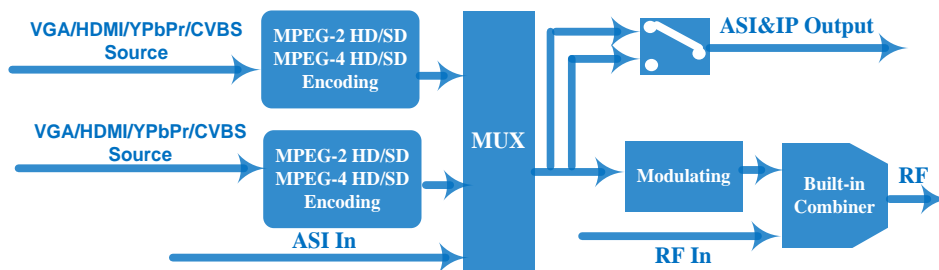 VGA/HDMI/YPbPr/CVBS
Source
MPEG-2 HD/SD
MPEG-4 HD/SD
Encoding
VGA/HDMI/YPbPr/CVBS
Source
MPEG-2 HD/SD
MPEG-4 HD/SD
Encoding
ASI In
MUX
ASI&IP Output
Modulating
Built-in
Combiner
RF
RF In